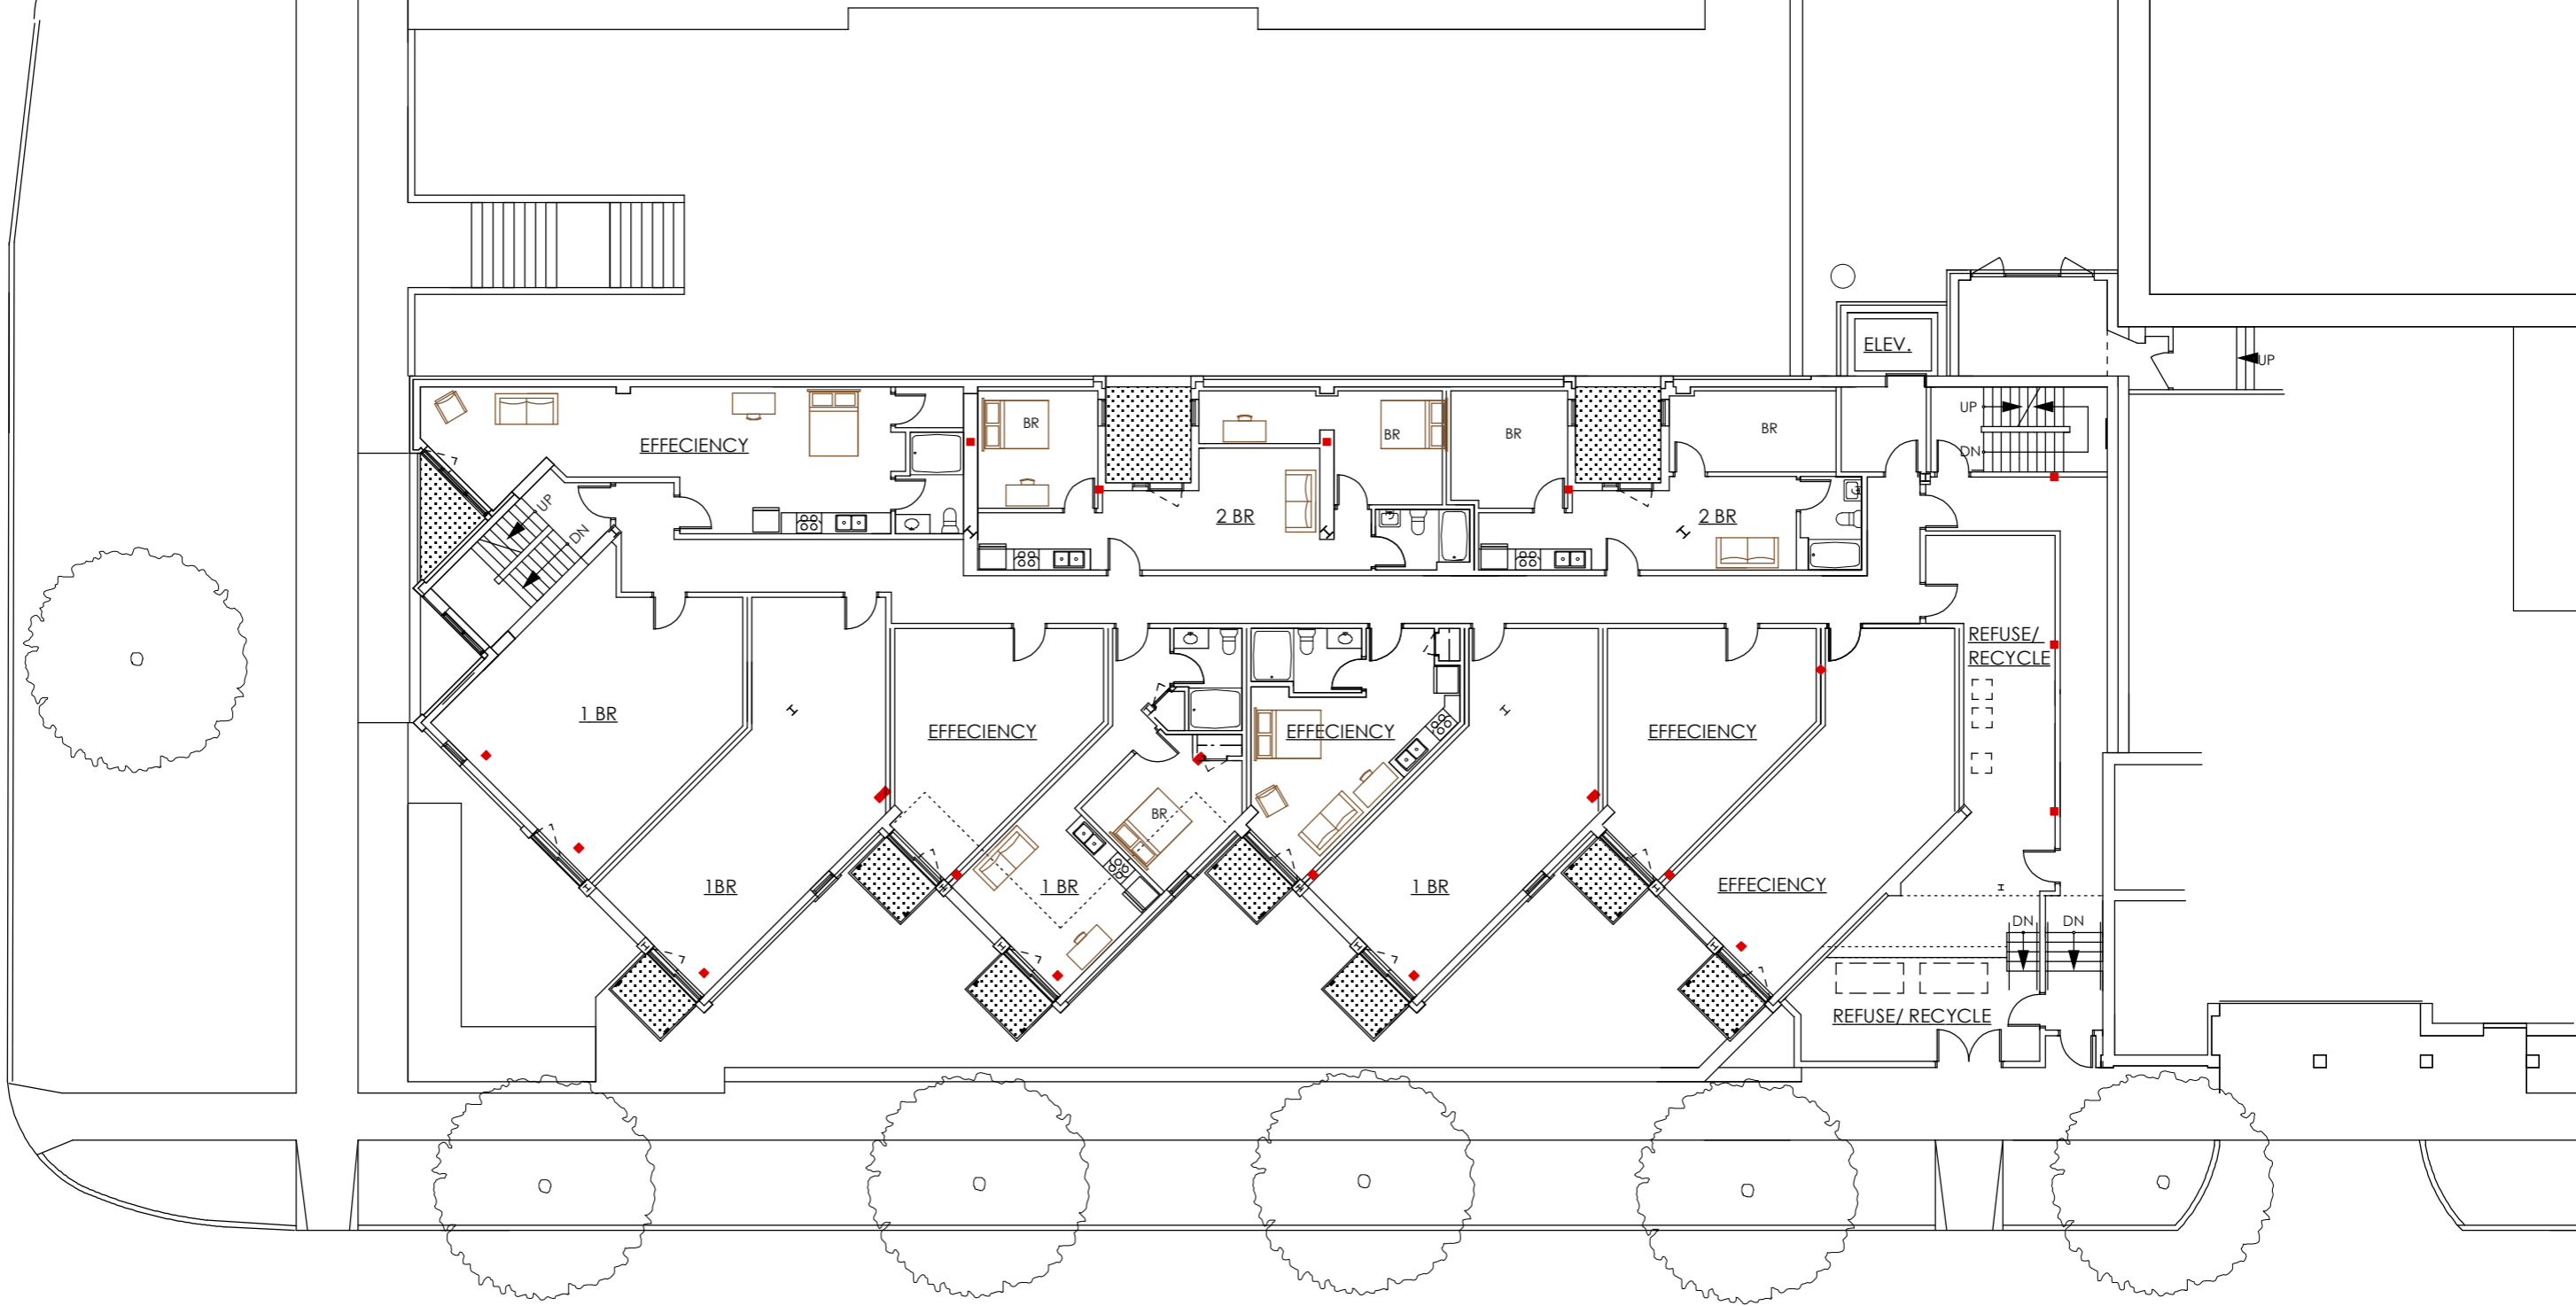 ELEV.
UP
UP
DN
BR
BR
BR
BR
EFFECIENCY
2 BR
2 BR
UP
DN
REFUSE/
RECYCLE
1 BR
EFFECIENCY
EFFECIENCY
EFFECIENCY
BR
1BR
1 BR
1 BR
EFFECIENCY
DN
DN
REFUSE/ RECYCLE